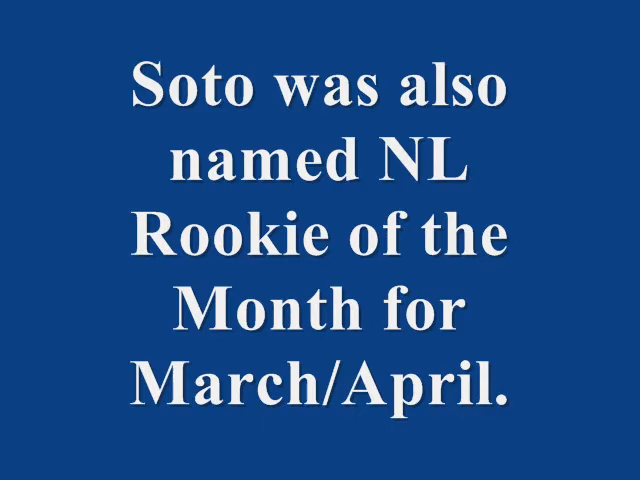 Soto was also
named NL
Rookie of the
Month for
March/April.